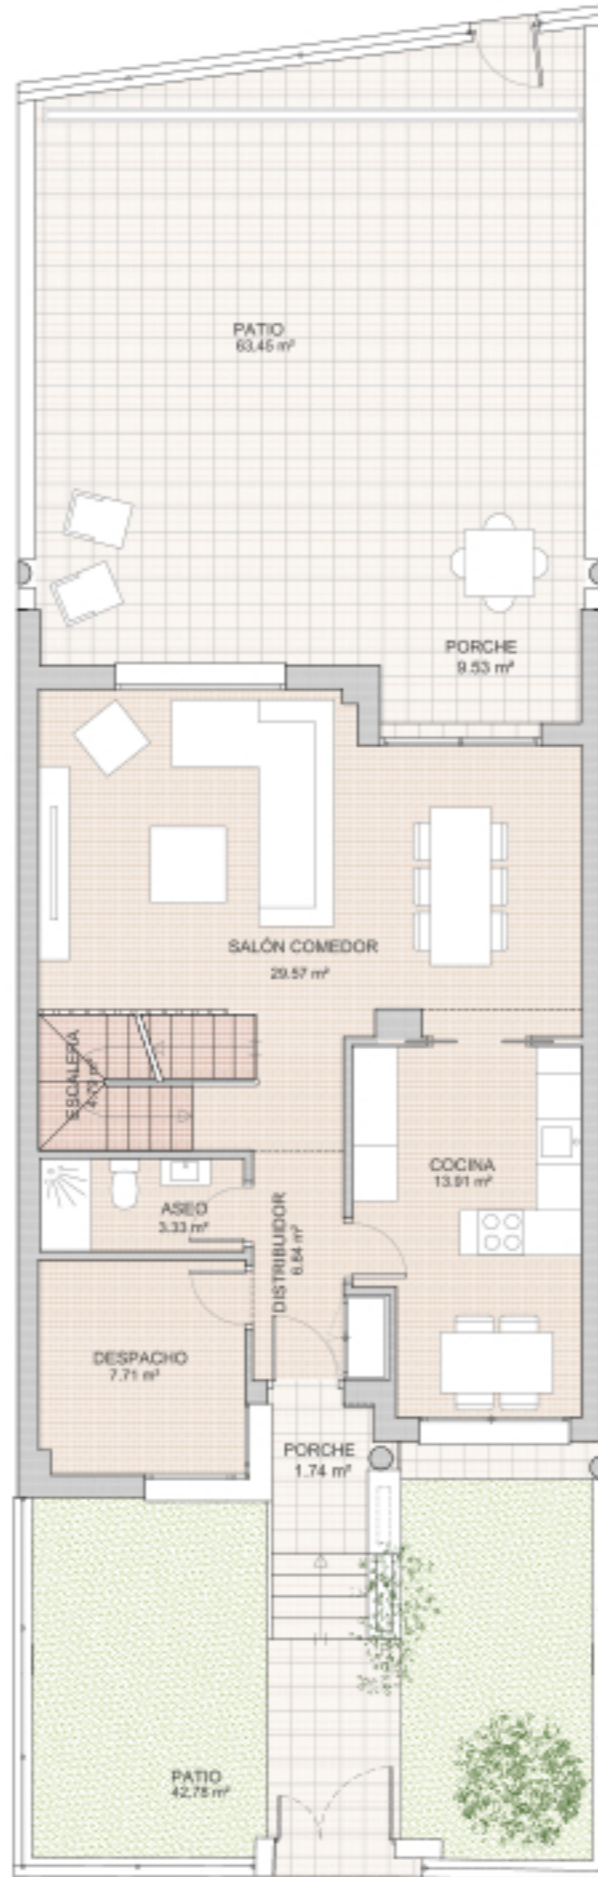 PATIO
63.45 m²
PORCHE
9.53 m²
SALÓN COMEDOR
29.57 m²
ESCALERA
COCINA
13.91 m²
ASEO
3.33 m²
DISTRIBUIDOR
6.84 m²
DESPACHO
7.71 m²
PORCHE
1.74 m²
PATIO
42.78 m²